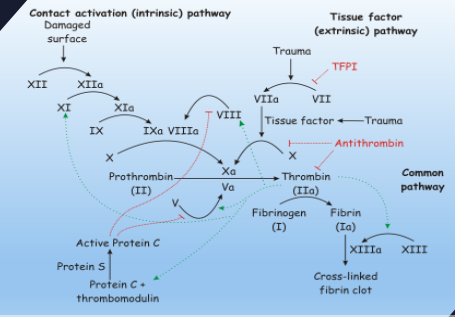 Contact activation (intrinsic) pathway
Damaged
surface
Tissue factor
(extrinsic) pathway
Trauma
TFPI
XII
XIIa
VIIa
VII
XI
XIa
VIII
Tissue factor
Trauma
IX
IXa
VIIIa
Antithrombin
X
X
Xa
Prothrombin
(II)
Va
Thrombin
(IIa)
Common
pathway
V
Fibrinogen
(I)
Fibrin
(Ia)
Active Protein C
XIIIa
XIII
Protein S
Protein C +
thrombomodulin
Cross-linked
fibrin clot